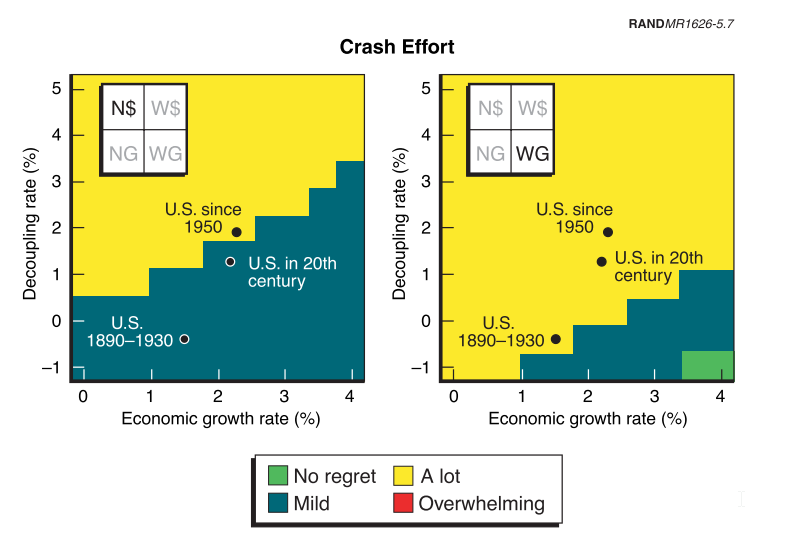 RANDMR1626-5.7
Crash Effort
Decoupling rate (%)
5
4
3
2
1
0
–1
N$ W$
NG WG
U.S. since
1950
U.S. in 20th
century
U.S.
1890–1930
0 1 2 3 4
Economic growth rate (%)
Decoupling rate (%)
5
4
3
2
1
0
–1
N$ W$
NG WG
U.S. since
1950
U.S. in 20th
century
U.S.
1890–1930
0 1 2 3 4
Economic growth rate (%)
No regret A lot
Mild Overwhelming